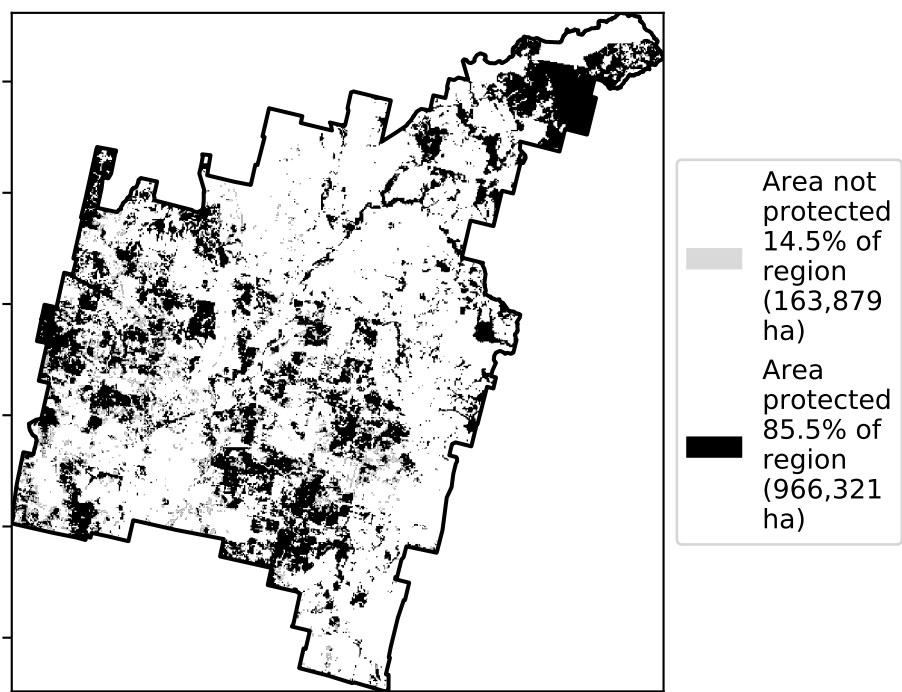 Area not
protected
14.5% of
region
(163,879
ha)
Area
protected
85.5% of
region
(966,321
ha)